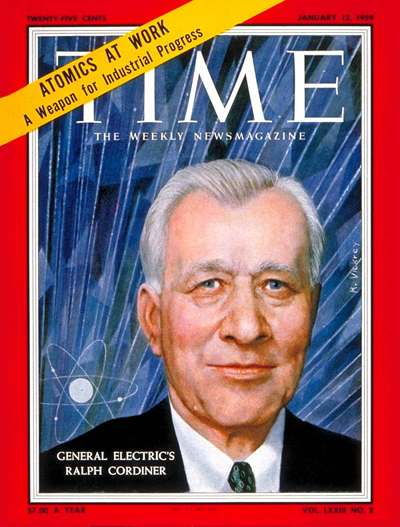 TWENTY-FIVE CENTS
JANUARY 12, 1959
ATOMICS AT WORK
A Weapon for Industrial Progress
TIME
THE WEEKLY NEWSMAGAZINE
R. Vickrey
GENERAL ELECTRIC'S
RALPH CORDINER
$7.00 A YEAR
VOL. LXXIII NO. 2